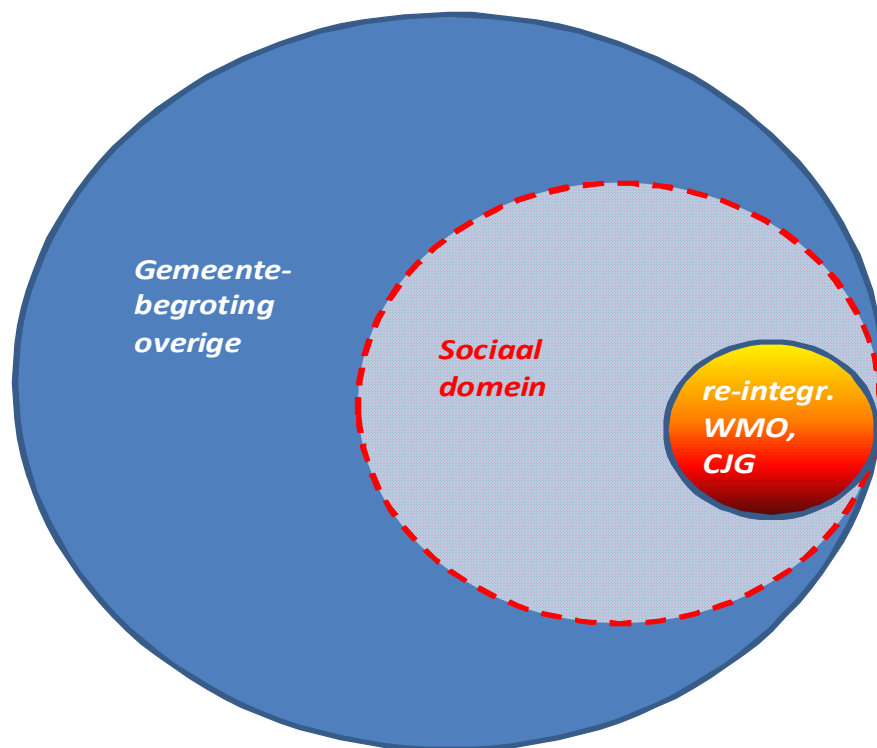 Gemeente-
begroting
overige
Sociaal
domein
re-integr.
WMO,
CJG